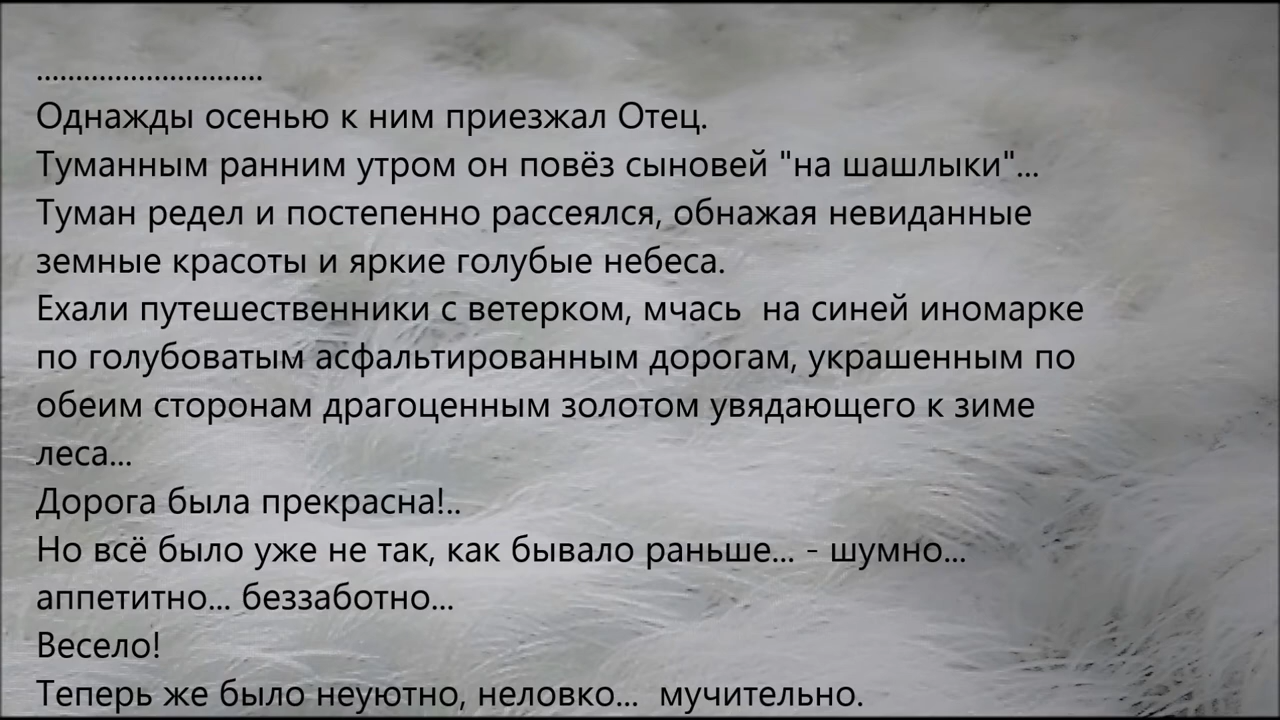 .............................
Однажды осенью к ним приезжал Отец.
Туманным ранним утром он повёз сыновей "на шашлыки"...
Туман редел и постепенно рассеялся, обнажая невиданные
земные красоты и яркие голубые небеса.
Ехали путешественники с ветерком, мчась  на синей иномарке
по голубоватым асфальтированным дорогам, украшенным по
обеим сторонам драгоценным золотом увядающего к зиме
леса...
Дорога была прекрасна!..
Но всё было уже не так, как бывало раньше... - шумно...
аппетитно... беззаботно...
Весело!
Теперь же было неуютно, неловко...  мучительно.